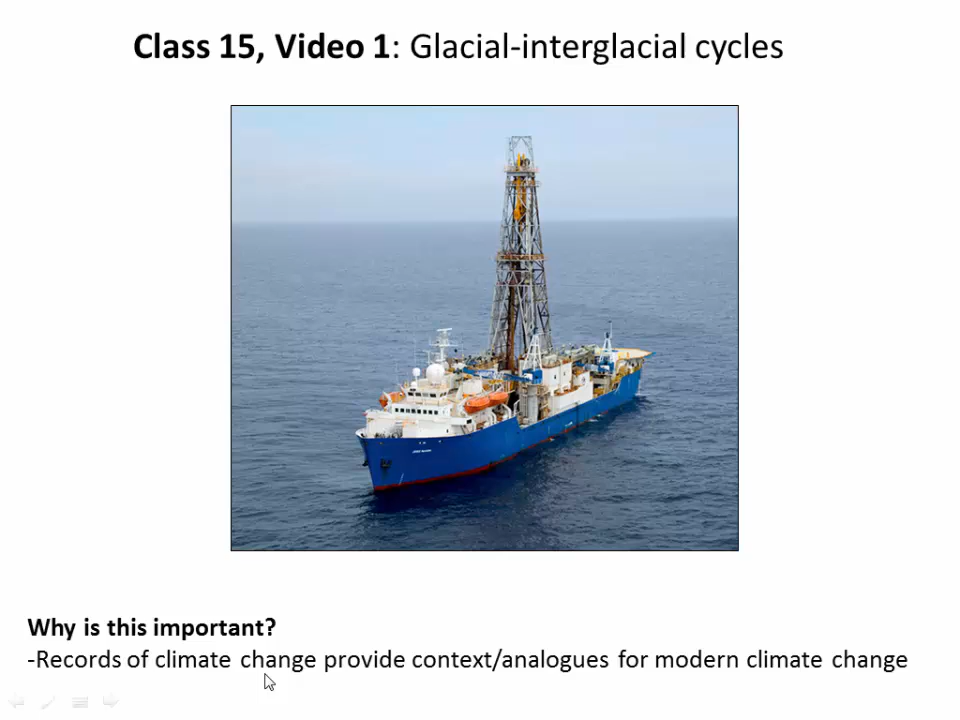 Class 15, Video 1: Glacial-interglacial cycles
Why is this important?
-Records of climate change provide context/analogues for modern climate change